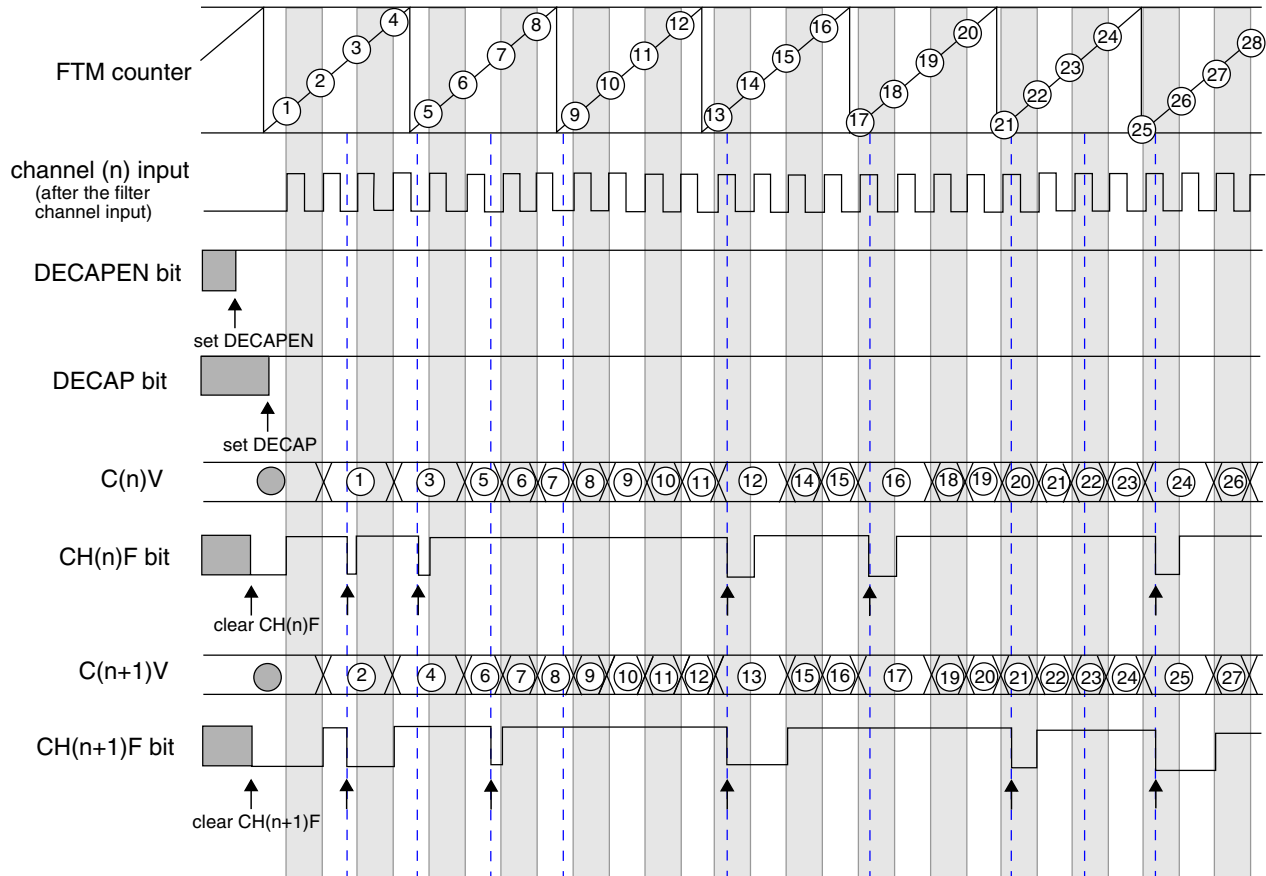 FTM counter
1 2 3 4 5 6 7 8 9 10 11 12 13 14 15 16 17 18 19 20 21 22 23 24 25 26 27 28
channel (n) input
(after the filter
channel input)
DECAPEN bit
set DECAPEN
DECAP bit
set DECAP
C(n)V 1 3 5 6 7 8 9 10 11 12 14 15 16 18 19 20 21 22 23 24 26
CH(n)F bit
clear CH(n)F
C(n+1)V 2 4 6 7 8 9 10 11 12 13 15 16 17 19 20 21 22 23 24 25 27
CH(n+1)F bit
clear CH(n+1)F